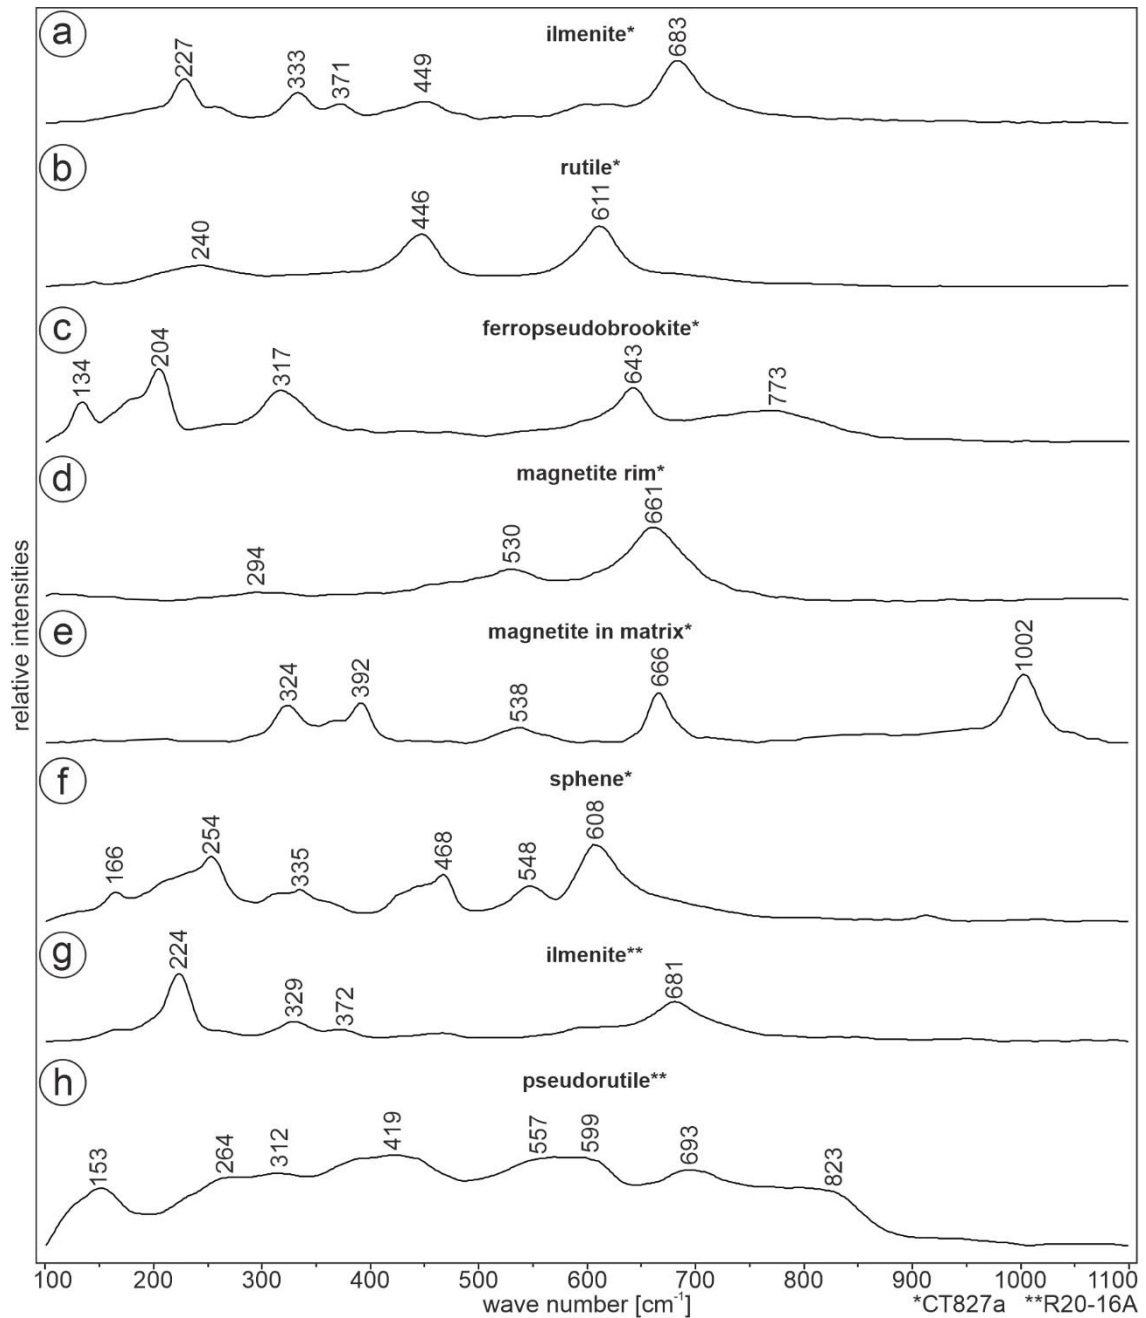 a
ilmenite*
227
333
371
449
683
b
rutile*
240
446
611
c
ferropseudobrookite*
134
204
317
643
773
d
magnetite rim*
294
530
661
e
magnetite in matrix*
324
392
538
666
1002
f
sphene*
166
254
335
468
548
608
g
ilmenite**
224
329
372
681
h
pseudorutile**
153
264
312
419
557
599
693
823
relative intensities
100 200 300 400 500 600 700 800 900 1000 1100
wave number [cm⁻¹]
*CT827a **R20-16A